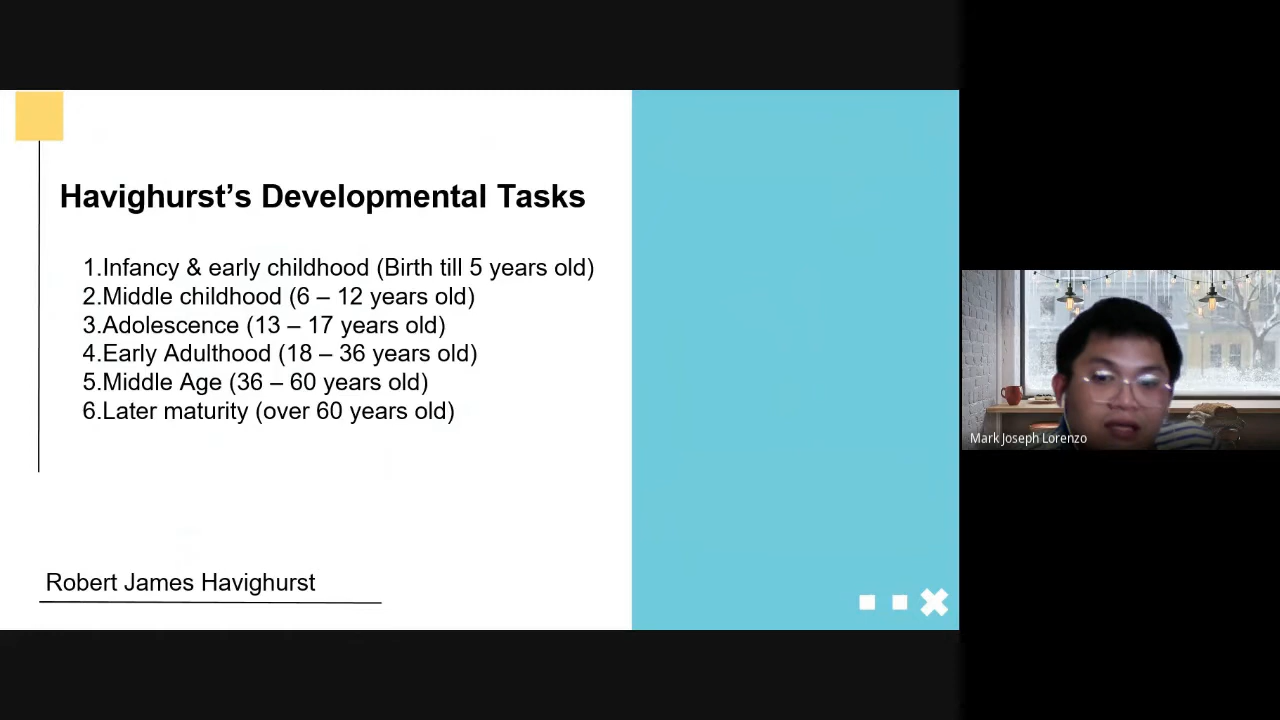 Havighurst’s Developmental Tasks
1.Infancy & early childhood (Birth till 5 years old)
2.Middle childhood (6 – 12 years old)
3.Adolescence (13 – 17 years old)
4.Early Adulthood (18 – 36 years old)
5.Middle Age (36 – 60 years old)
6.Later maturity (over 60 years old)
Robert James Havighurst
Mark Joseph Lorenzo